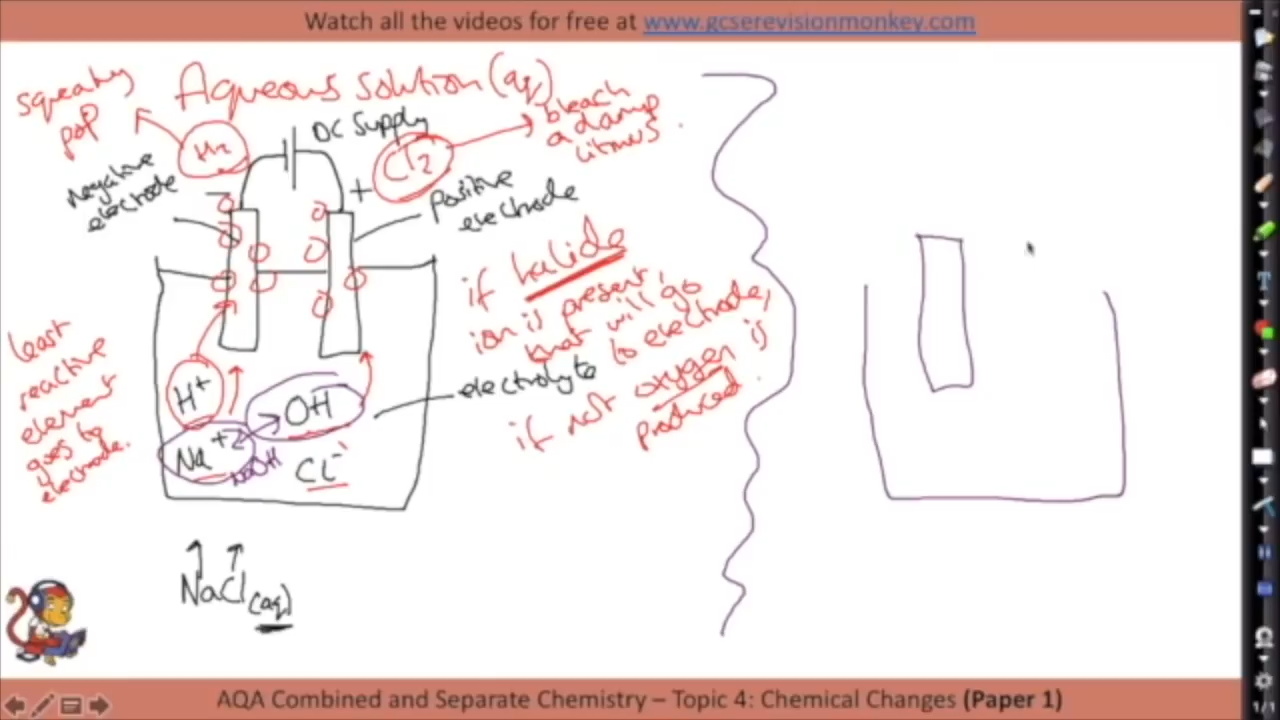 Watch all the videos for free at www.gcserevisionmonkey.com
Aqueous solution (aq)
squeaky
pop
H2
DC supply
Cl2
bleach
a damp
litmus.
Negative
electrode
-
+
positive
electrode
if halide
ion is present,
that will go
to electrode,
if not oxygen is
produced.
least
reactive
element
goes to
electrode.
H+
OH-
Na+
NaOH
Cl-
electrolyte
NaCl(aq)
AQA Combined and Separate Chemistry – Topic 4: Chemical Changes (Paper 1)
T
1/1